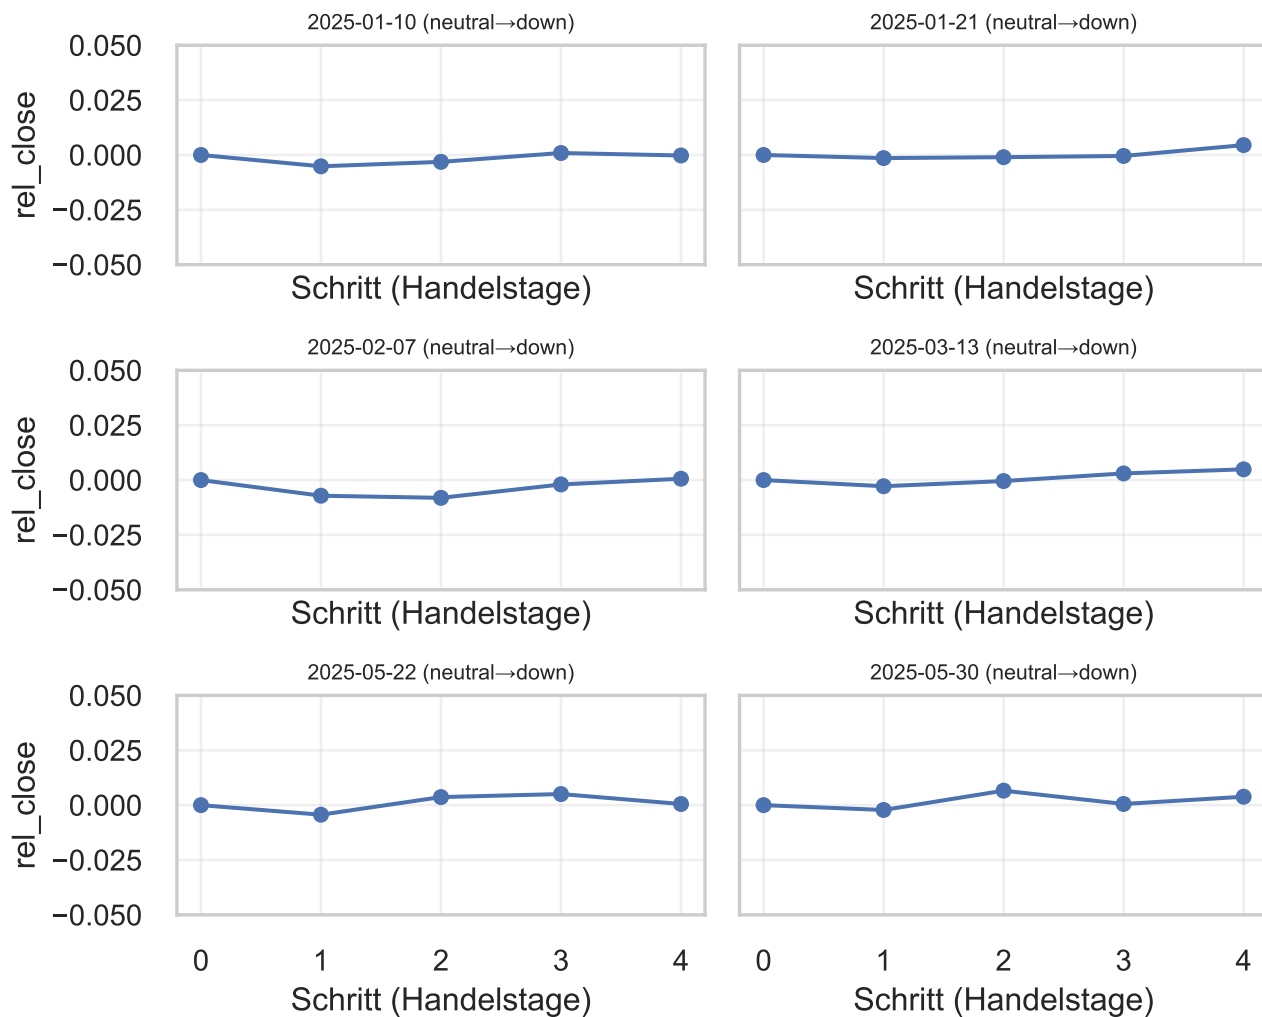 2025-01-10 (neutral→down)
0.050
0.025
0.000
−0.025
−0.050
rel_close
Schritt (Handelstage)
2025-01-21 (neutral→down)
Schritt (Handelstage)
2025-02-07 (neutral→down)
0.050
0.025
0.000
−0.025
−0.050
rel_close
Schritt (Handelstage)
2025-03-13 (neutral→down)
Schritt (Handelstage)
2025-05-22 (neutral→down)
0.050
0.025
0.000
−0.025
−0.050
rel_close
0 1 2 3 4
Schritt (Handelstage)
2025-05-30 (neutral→down)
0 1 2 3 4
Schritt (Handelstage)